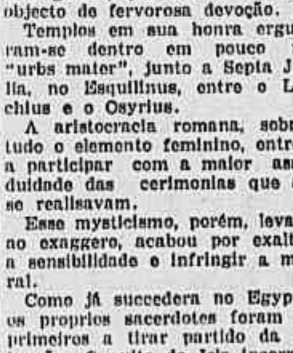 objecto de fervorosa devoção.
Templos em sua honra ergu
ram-se dentro em pouco
"urbs mater", junto a Septa J
lia, no Esquilinus, entre o L
chius e o Osyrius.
A aristocracia romana, sobr
tudo o elemento feminino, entr
a participar com a maior as
duidade das cerimonias que a
se realisavam.
Esse mysticismo, porém, leva
ao exaggero, acabou por exalt
a sensibilidade e infringir a m
ral.
Como já succedera no Egyp
os proprios sacerdotes foram
primeiros a tirar partido da